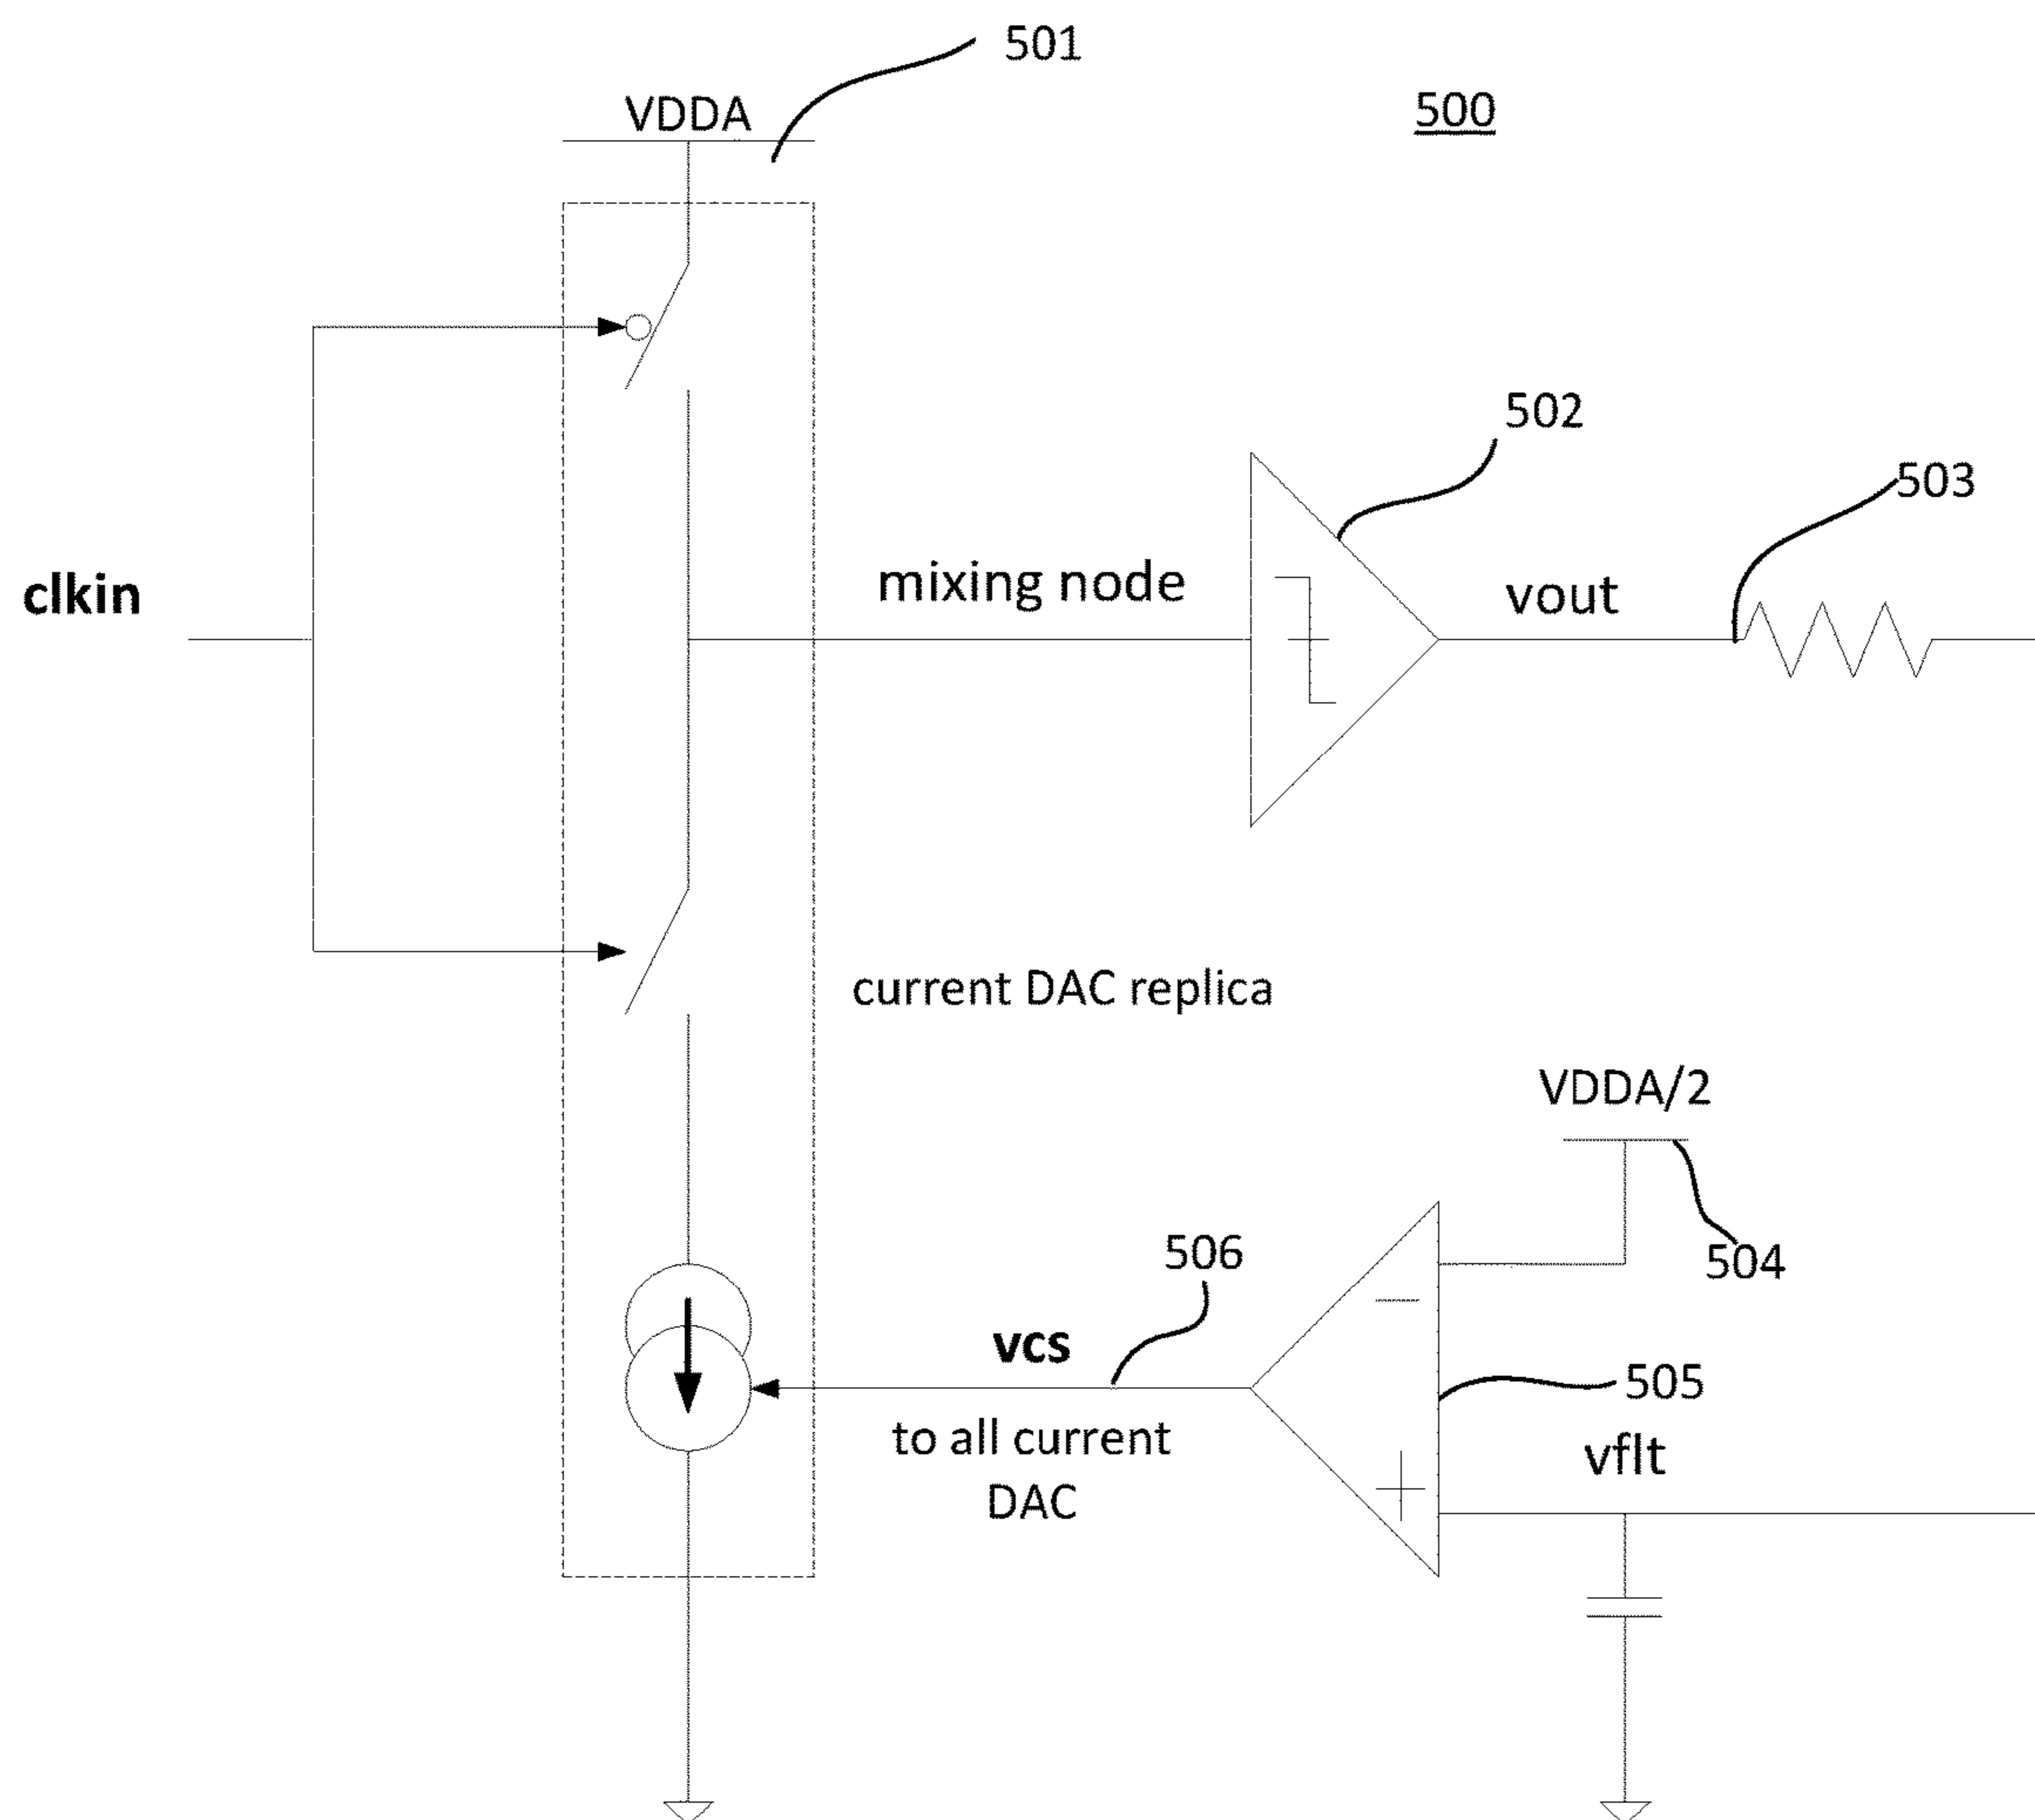 501
VDDA
500
502
503
clkin
mixing node
vout
current DAC replica
VDDA/2
506
504
vcs
505
to all current
DAC
vflt